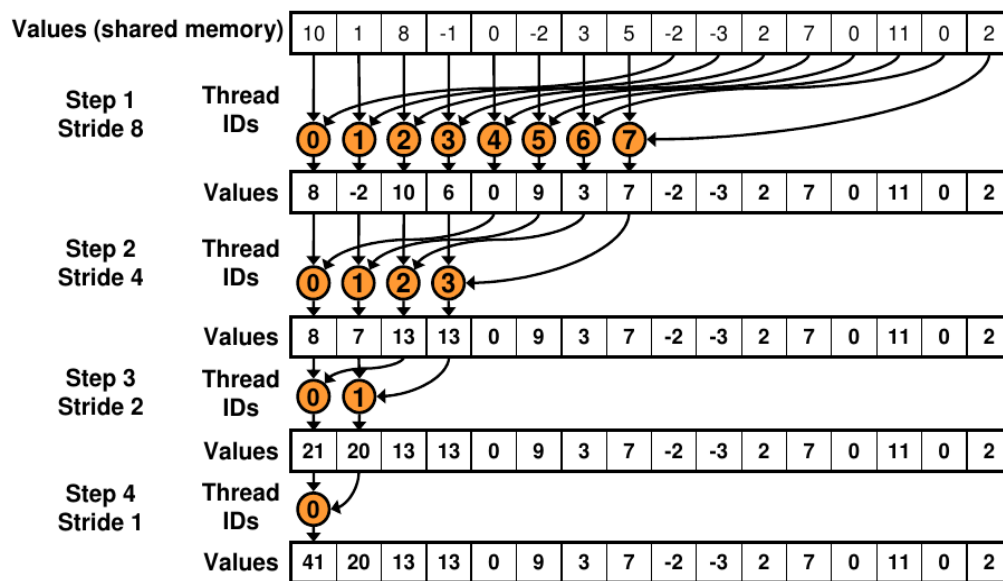 Values (shared memory) 10 1 8 -1 0 -2 3 5 -2 -3 2 7 0 11 0 2
Step 1
Stride 8
Thread
IDs
0 1 2 3 4 5 6 7
Values 8 -2 10 6 0 9 3 7 -2 -3 2 7 0 11 0 2
Step 2
Stride 4
Thread
IDs
0 1 2 3
Values 8 7 13 13 0 9 3 7 -2 -3 2 7 0 11 0 2
Step 3
Stride 2
Thread
IDs
0 1
Values 21 20 13 13 0 9 3 7 -2 -3 2 7 0 11 0 2
Step 4
Stride 1
Thread
IDs
0
Values 41 20 13 13 0 9 3 7 -2 -3 2 7 0 11 0 2